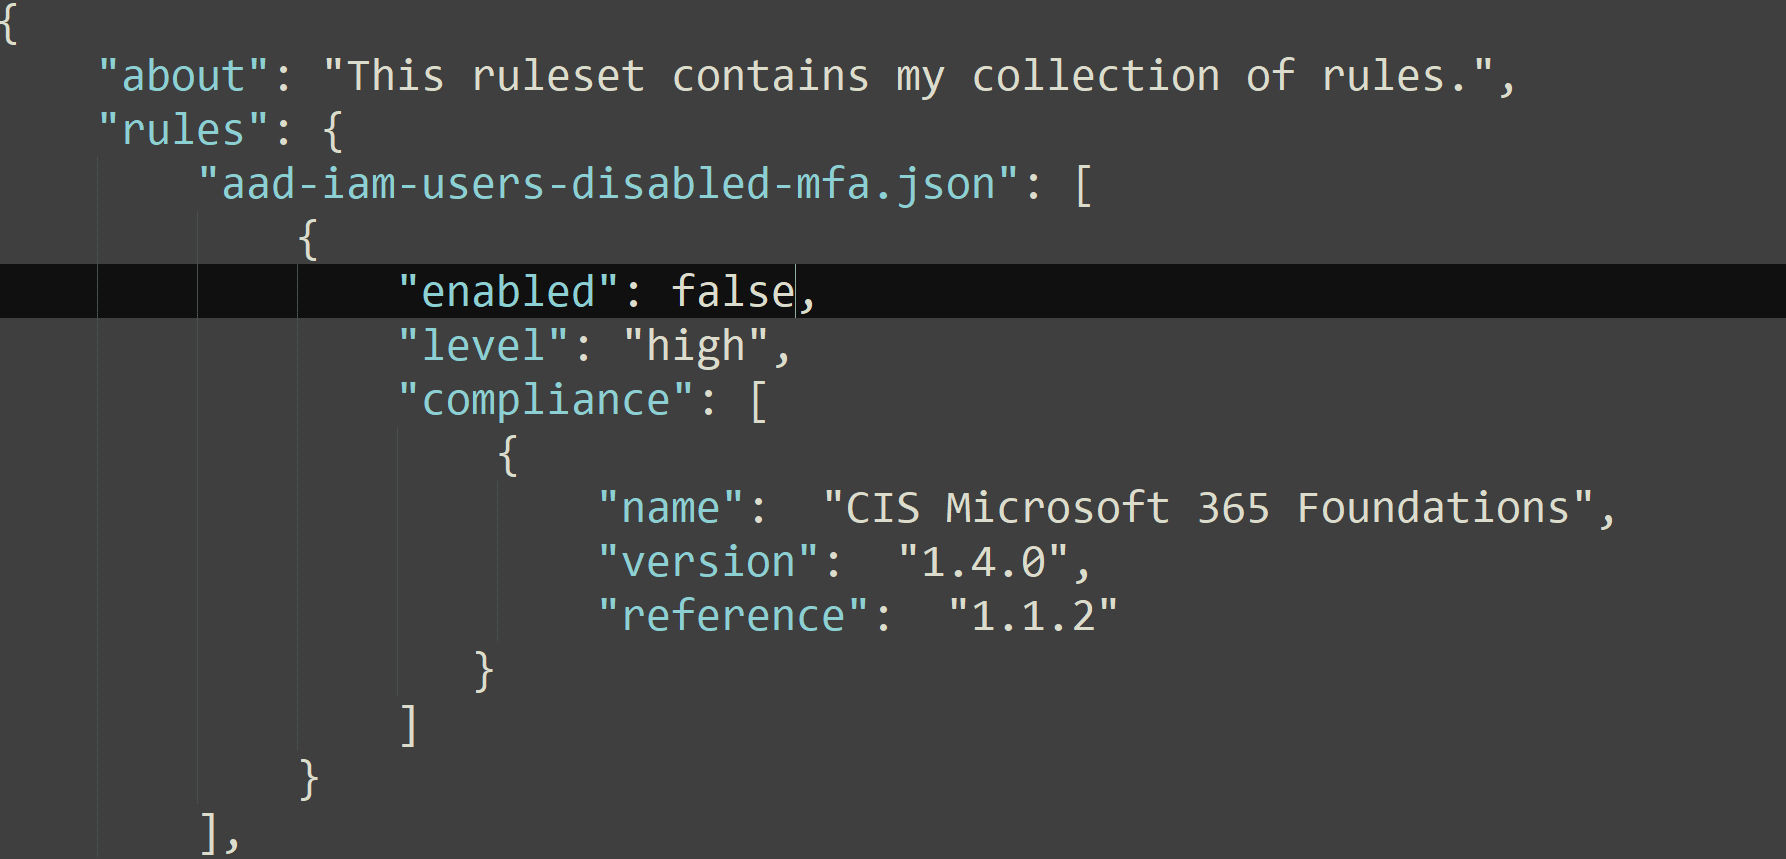 {
    "about": "This ruleset contains my collection of rules.",
    "rules": {
        "aad-iam-users-disabled-mfa.json": [
            {
                "enabled": false,
                "level": "high",
                "compliance": [
                    {
                        "name":  "CIS Microsoft 365 Foundations",
                        "version":  "1.4.0",
                        "reference":  "1.1.2"
                   }
                ]
            }
        ],